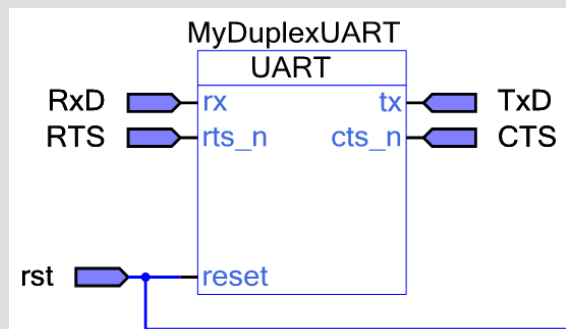 MyDuplexUART
UART
RxD rx tx TxD
RTS rts_n cts_n CTS
rst reset